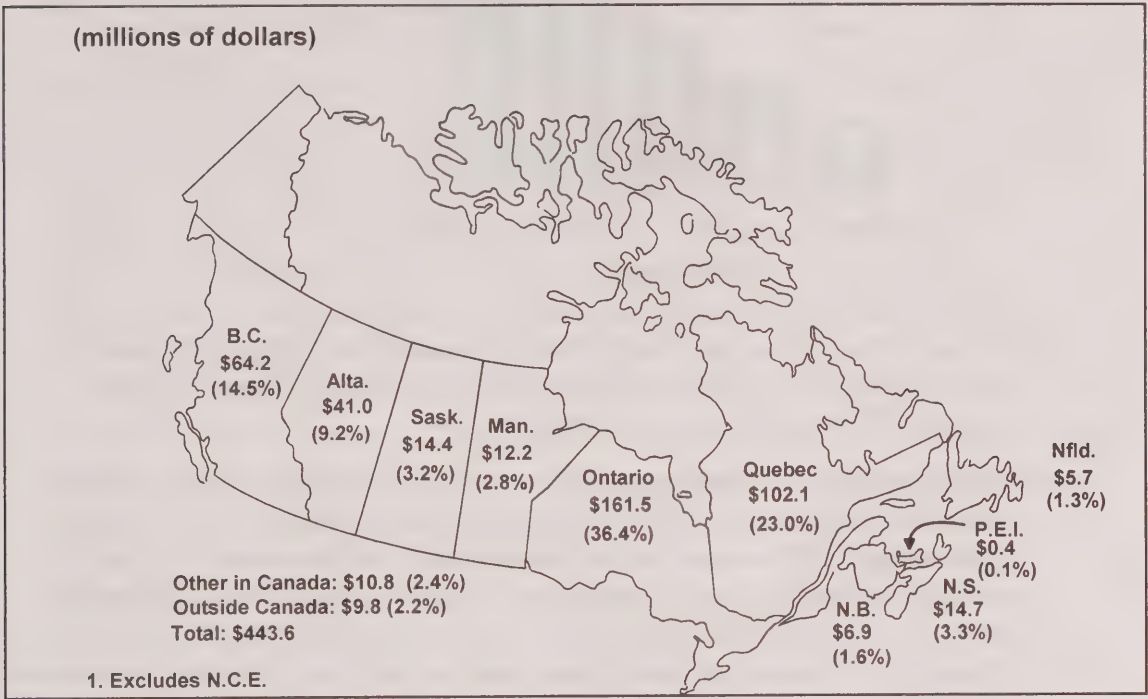 (millions of dollars)
B.C.
$64.2
(14.5%)
Alta.
$41.0
(9.2%)
Sask.
$14.4
(3.2%)
Man.
$12.2
(2.8%)
Ontario
$161.5
(36.4%)
Quebec
$102.1
(23.0%)
Nfld.
$5.7
(1.3%)
P.E.I.
$0.4
(0.1%)
N.S.
$14.7
(3.3%)
N.B.
$6.9
(1.6%)
Other in Canada: $10.8 (2.4%)
Outside Canada: $9.8 (2.2%)
Total: $443.6
1. Excludes N.C.E.